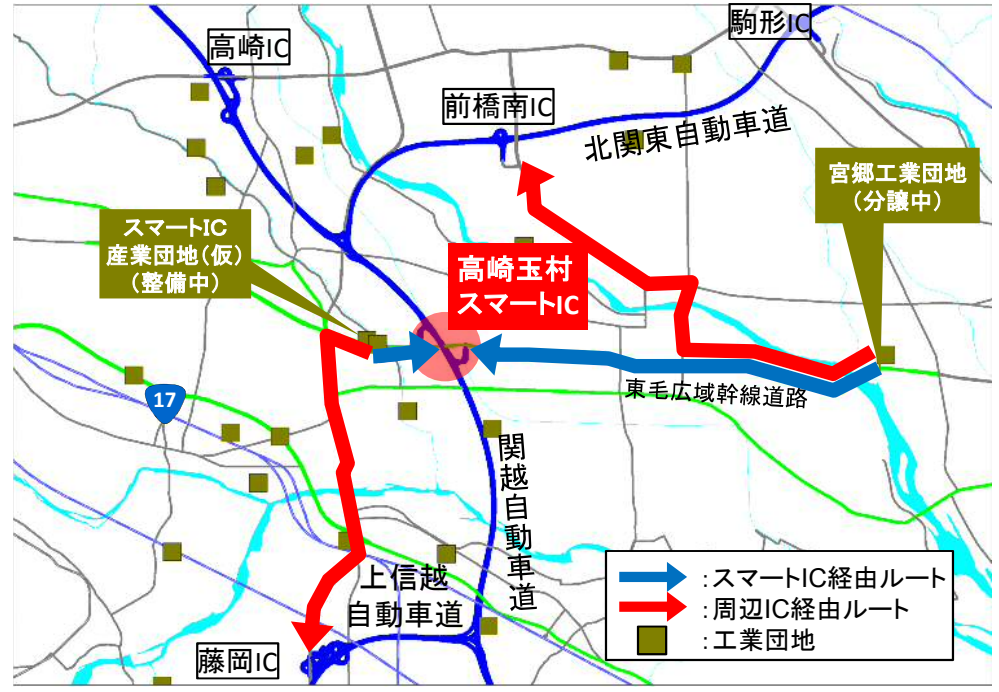 駒形IC
高崎IC
前橋南IC
北関東自動車道
宮郷工業団地
(分譲中)
スマートIC
産業団地(仮)
(整備中)
高崎玉村
スマートIC
東毛広域幹線道路
17
関越自動車道
上信越
自動車道
藤岡IC
:スマートIC経由ルート
:周辺IC経由ルート
:工業団地